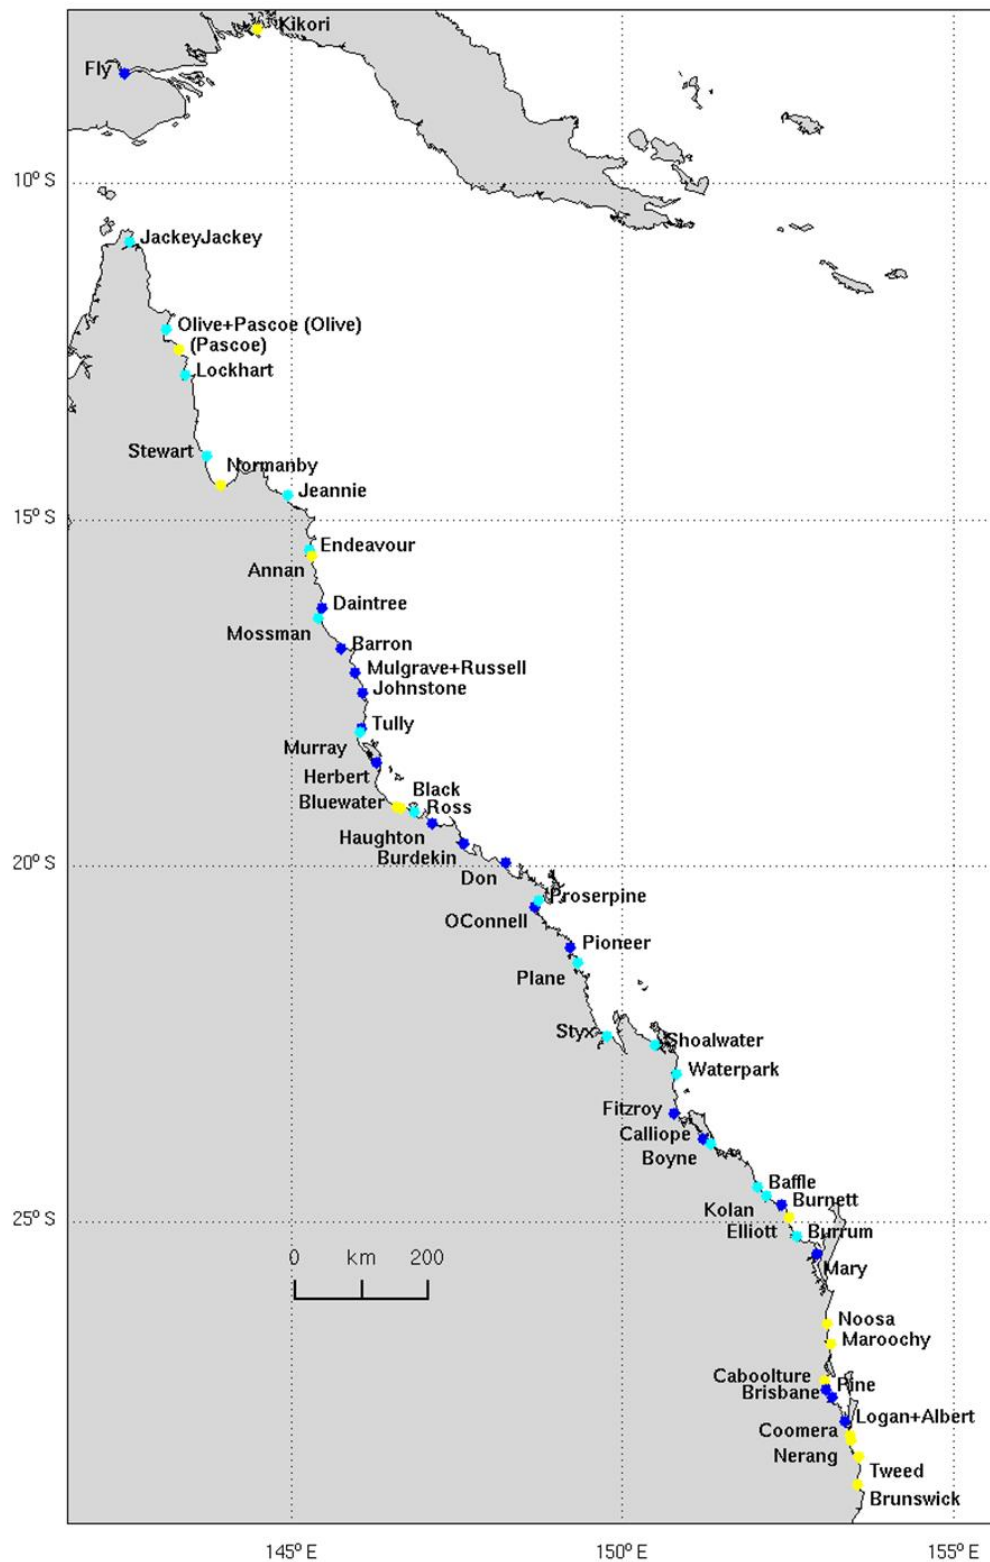 Kikori
Fly
10° S
JackeyJackey
Olive+Pascoe (Olive)
(Pascoe)
Lockhart
Stewart
Normanby
Jeannie
15° S
Endeavour
Annan
Daintree
Mossman
Barron
Mulgrave+Russell
Johnstone
Tully
Murray
Herbert
Black
Bluewater
Ross
Haughton
Burdekin
20° S
Don
Proserpine
OConnell
Pioneer
Plane
Styx
Shoalwater
Waterpark
Fitzroy
Calliope
Boyne
Baffle
Burnett
Kolan
25° S
Elliott
Burrum
0 km 200
Mary
Noosa
Maroochy
Caboolture
Pine
Brisbane
Logan+Albert
Coomera
Nerang
Tweed
Brunswick
145° E 150° E 155° E